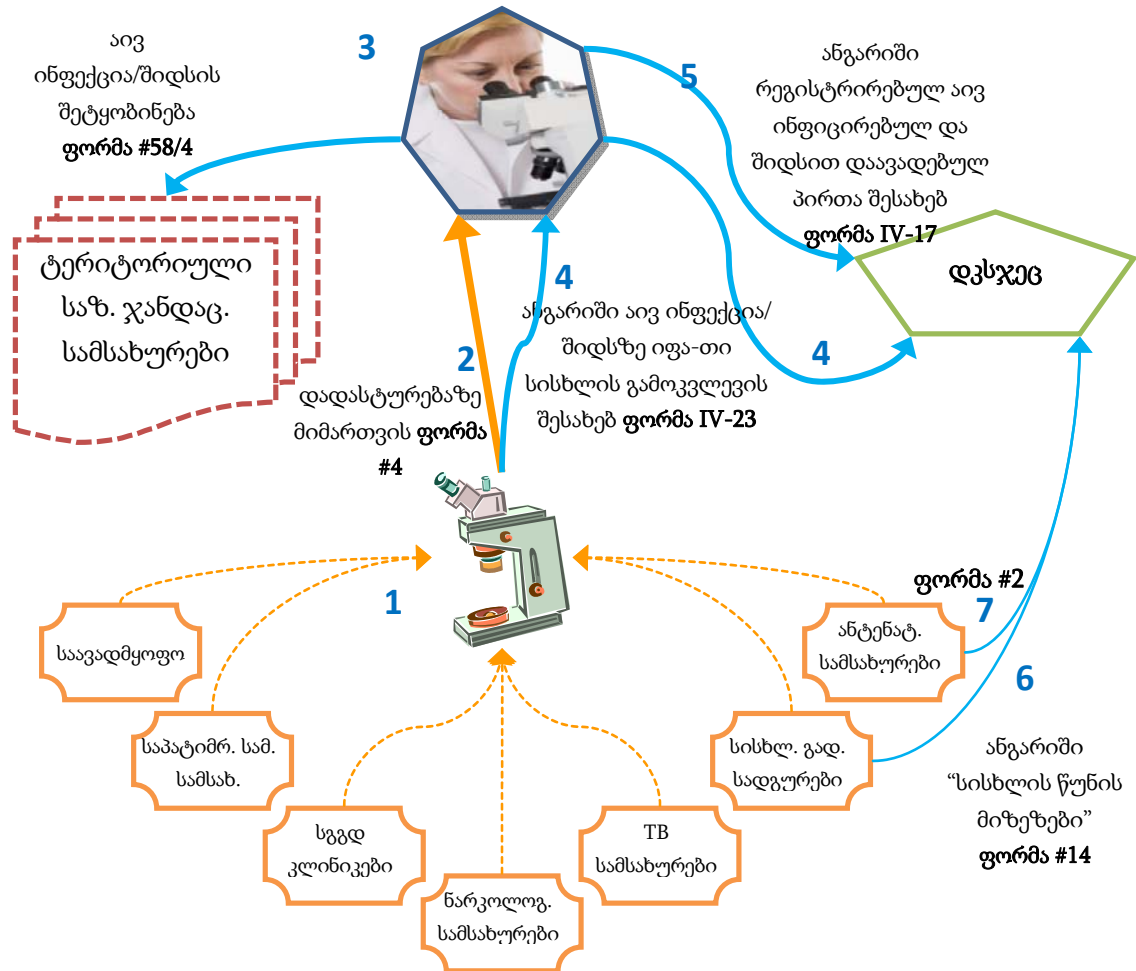 აივ
ინფექცია/შიდსის
შეტყობინება
ფორმა #58/4
3
5
ანგარიში
რეგისტრირებულ აივ
ინფიცირებულ და
შიდსით დაავადებულ
პირთა შესახებ
ფორმა IV-17
ტერიტორიული
საზ. ჯანდაც.
სამსახურები
დკსჯეც
4
ანგარიში აივ ინფექცია/
შიდსზე იფა-თი
სისხლის გამოკვლევის
შესახებ ფორმა IV-23
4
2
დადასტურებაზე
მიმართვის ფორმა
#4
1
ფორმა #2
7
6
საავადმყოფო
ანტენატ.
სამსახურები
საპატიმრ. სამ.
სამსახ.
სისხლ. გად.
სადგურები
ანგარიში
“სისხლის წუნის
მიზეზები”
ფორმა #14
სგგდ
კლინიკები
TB
სამსახურები
ნარკოლოგ.
სამსახურები